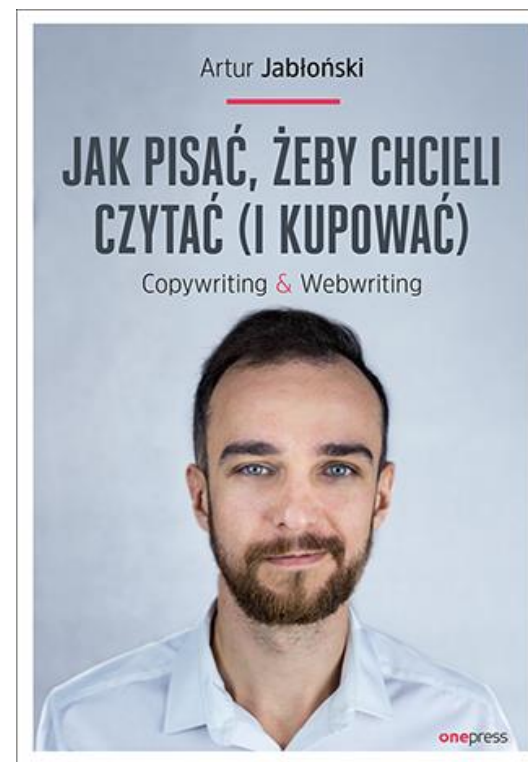 Artur Jabłoński
JAK PISAĆ, ŻEBY CHCIELI
CZYTAĆ (I KUPOWAĆ)
Copywriting & Webwriting
onepress